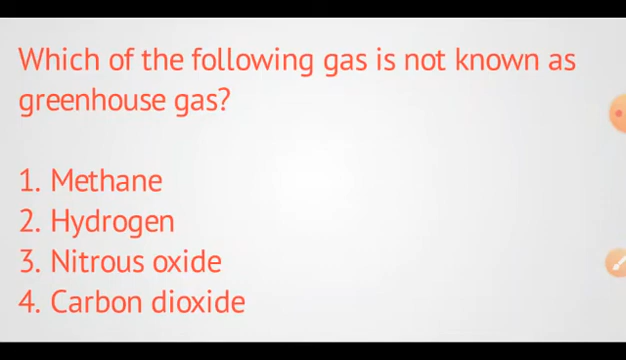 Which of the following gas is not known as
greenhouse gas?
1. Methane
2. Hydrogen
3. Nitrous oxide
4. Carbon dioxide